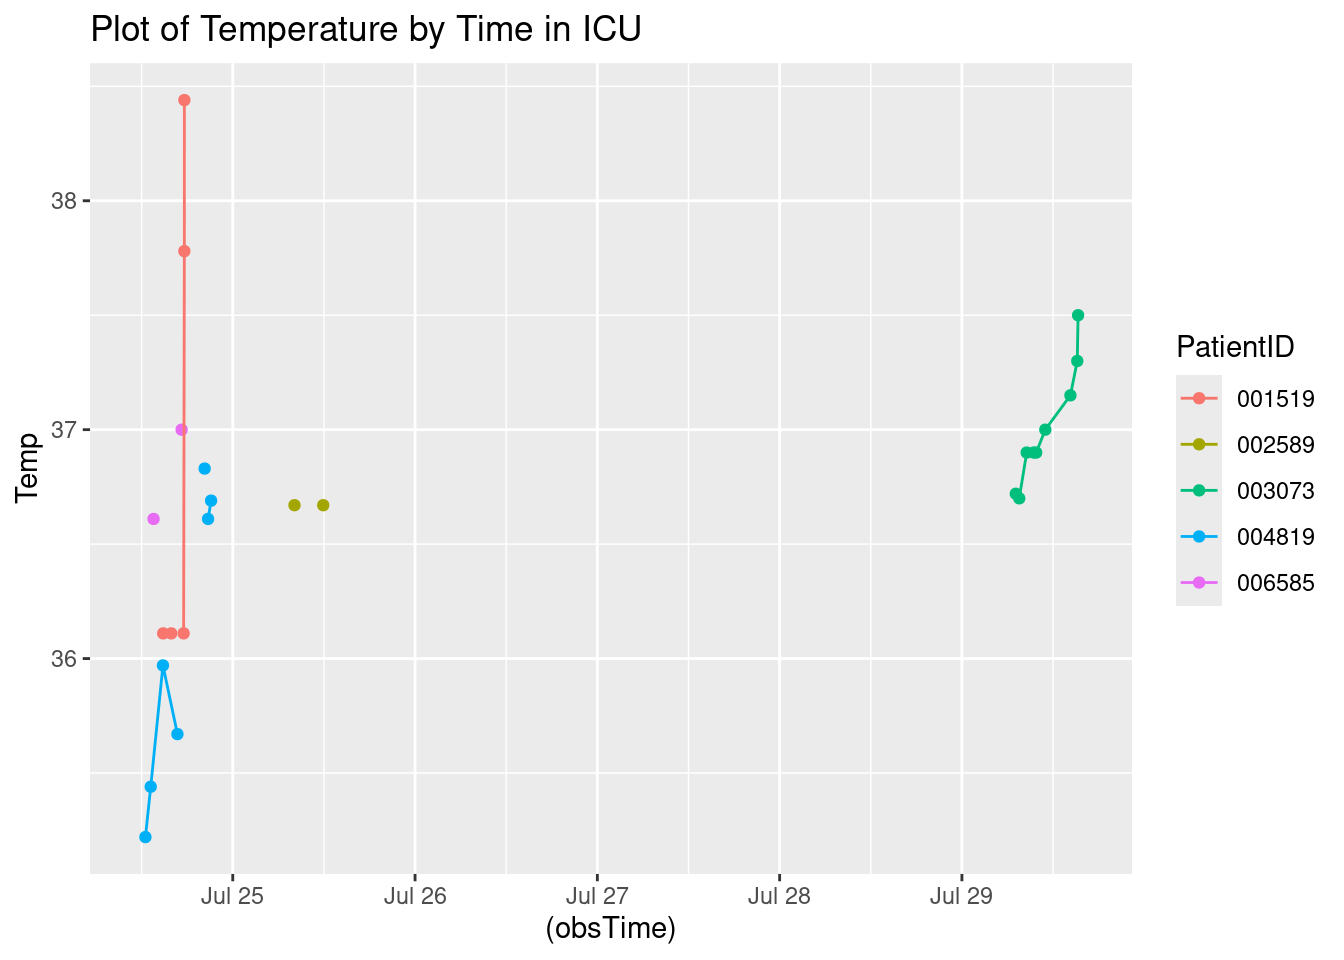 Plot of Temperature by Time in ICU
Temp
38
37
36
Jul 25
Jul 26
Jul 27
Jul 28
Jul 29
(obsTime)
PatientID
001519
002589
003073
004819
006585